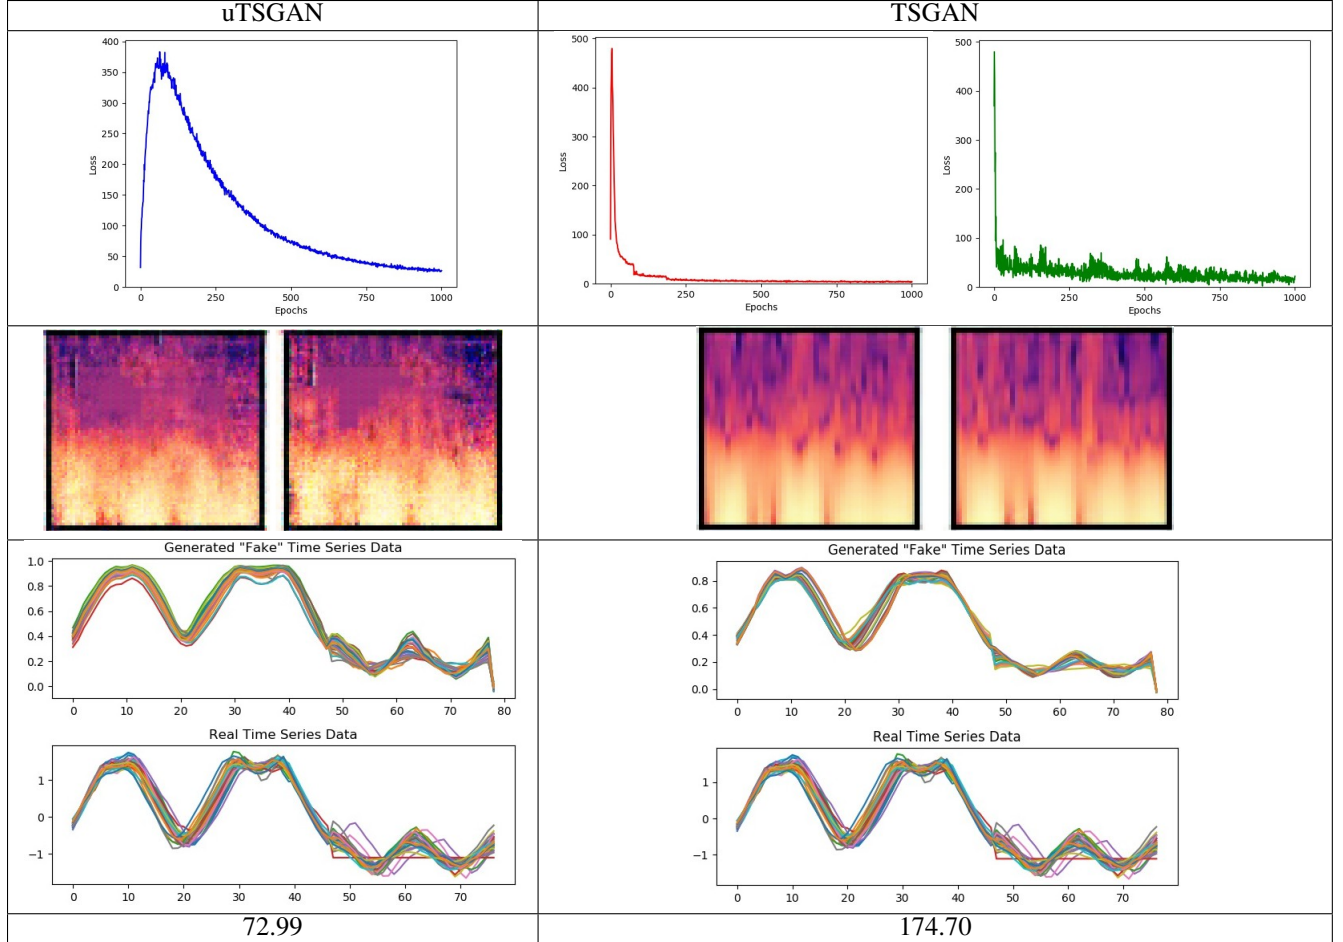 uTSGAN
TSGAN
400
350
300
250
200
150
100
50
0
Loss
0 250 500 750 1000
Epochs
500
400
300
200
100
0
Loss
0 250 500 750 1000
Epochs
500
400
300
200
100
0
Loss
0 250 500 750 1000
Epochs
Generated "Fake" Time Series Data
1.0
0.8
0.6
0.4
0.2
0.0
0 10 20 30 40 50 60 70 80
Real Time Series Data
1
0
−1
0 10 20 30 40 50 60 70
Generated "Fake" Time Series Data
0.8
0.6
0.4
0.2
0.0
0 10 20 30 40 50 60 70 80
Real Time Series Data
1
0
−1
0 10 20 30 40 50 60 70
72.99
174.70